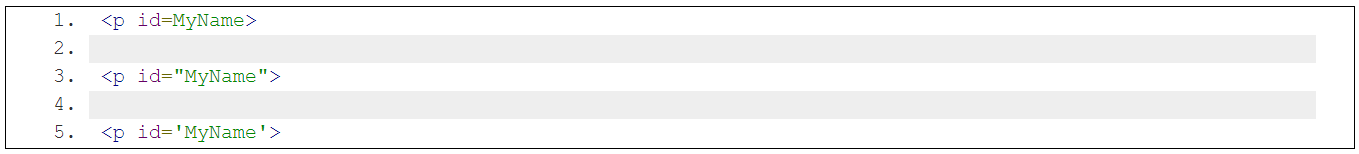 1. <p id=MyName>
2.
3. <p id="MyName">
4.
5. <p id='MyName'>